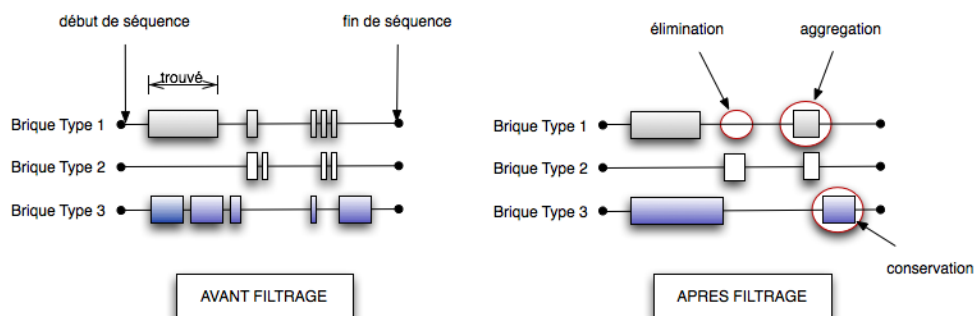 début de séquence
fin de séquence
trouvé
Brique Type 1
Brique Type 2
Brique Type 3
AVANT FILTRAGE
élimination
aggregation
Brique Type 1
Brique Type 2
Brique Type 3
conservation
APRES FILTRAGE